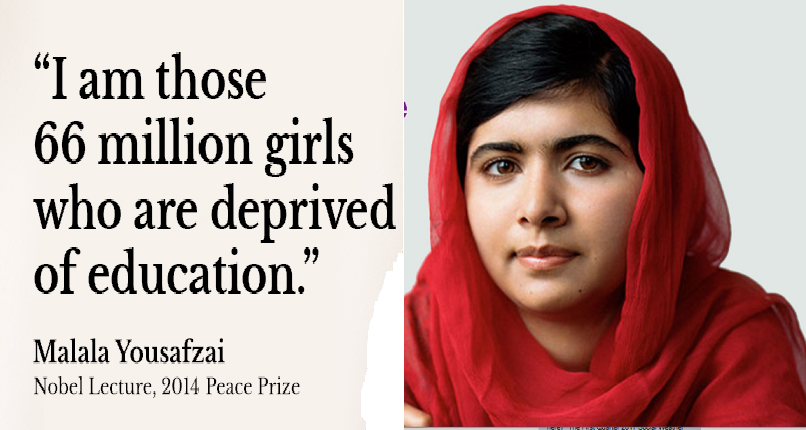 “I am those
66 million girls
who are deprived
of education.”
Malala Yousafzai
Nobel Lecture, 2014 Peace Prize